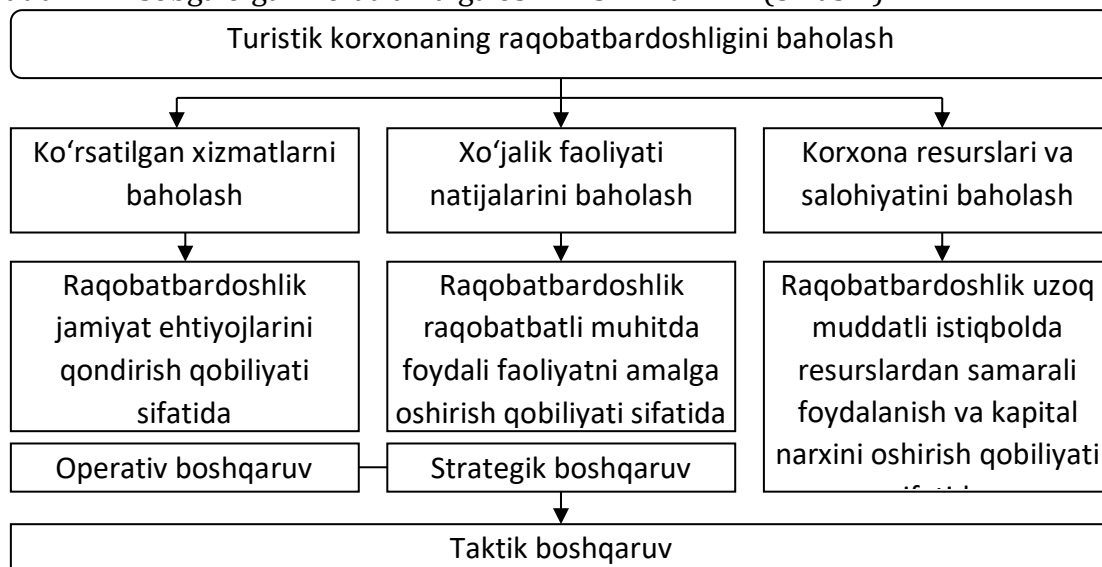 Turistik korxonaning raqobatbardoshligini baholash
Ko‘rsatilgan xizmatlarni
baholash
Xo‘jalik faoliyati
natijalarini baholash
Korxona resurslari va
salohiyatini baholash
Raqobatbardoshlik
jamiyat ehtiyojlarini
qondirish qobiliyati
sifatida
Raqobatbardoshlik
raqobatbatli muhitda
foydali faoliyatni amalga
oshirish qobiliyati sifatida
Raqobatbardoshlik uzoq
muddatli istiqbolda
resurslardan samarali
foydalanish va kapital
narxini oshirish qobiliyati
Operativ boshqaruv
Strategik boshqaruv
Taktik boshqaruv